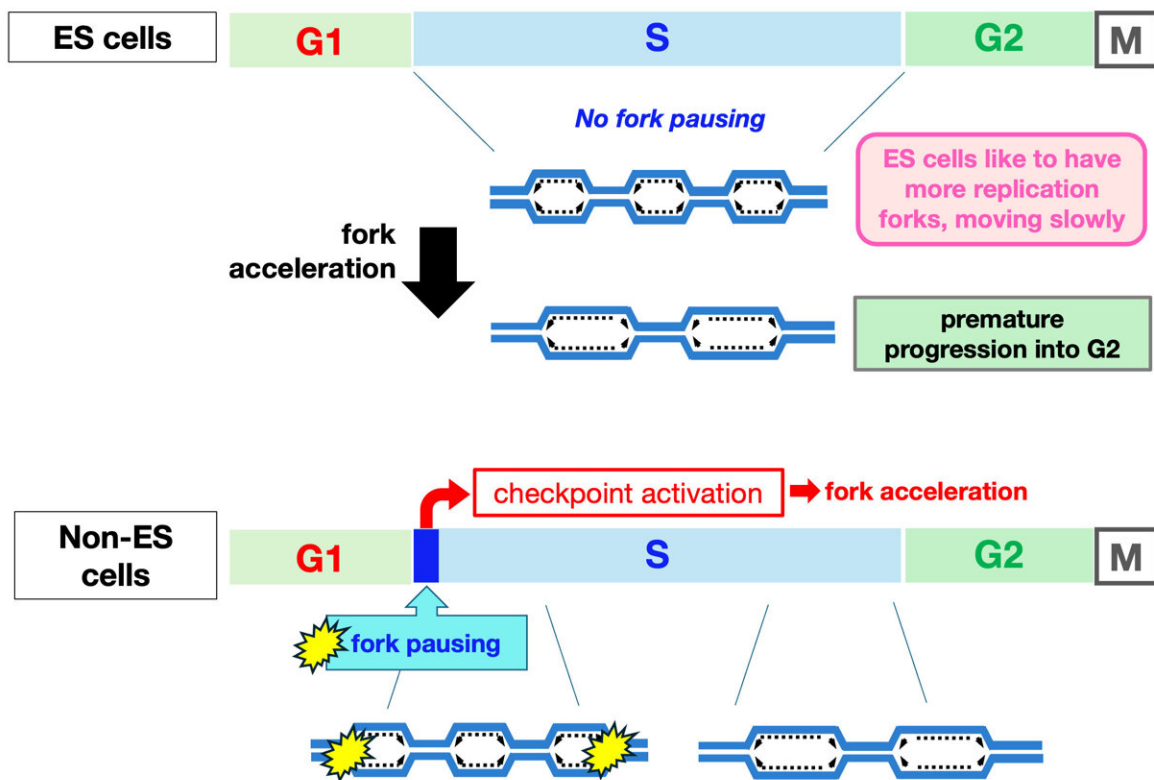 ES cells
G1
S
G2
M
No fork pausing
ES cells like to have
more replication
forks, moving slowly
fork
acceleration
premature
progression into G2
checkpoint activation
fork acceleration
Non-ES
cells
G1
S
G2
M
fork pausing